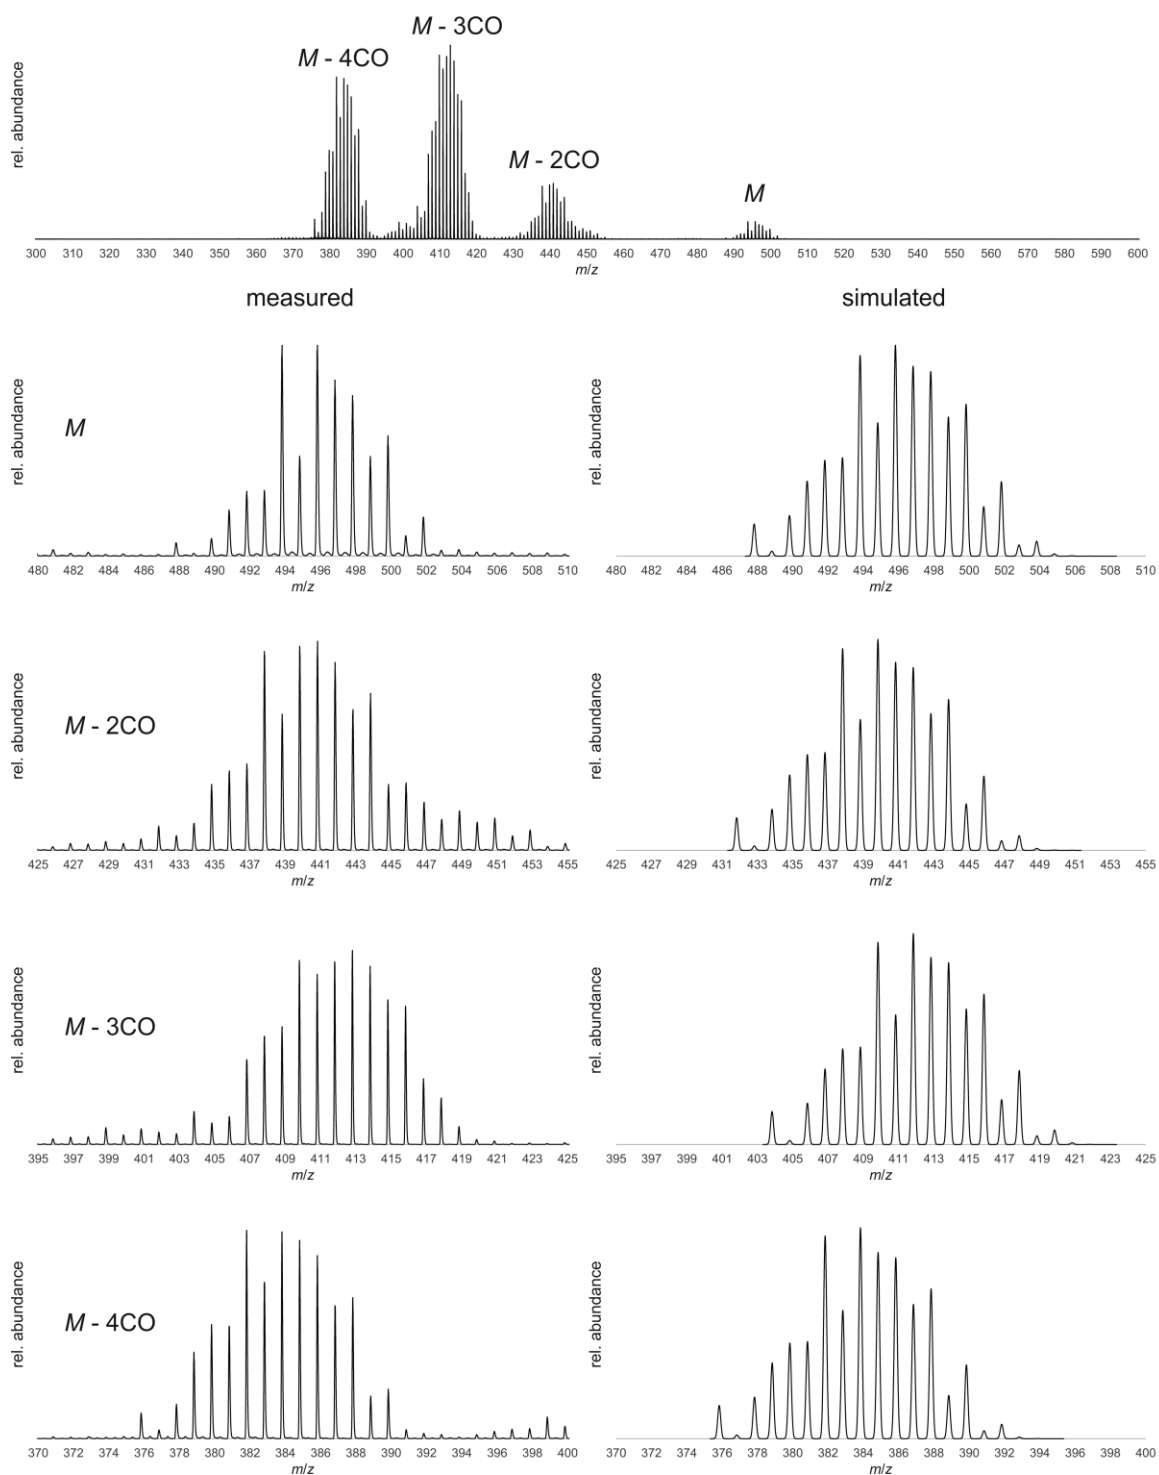 M - 3CO
M - 4CO
M - 2CO
M
rel. abundance
300 310 320 330 340 350 360 370 380 390 400 410 420 430 440 450 460 470 480 490 500 510 520 530 540 550 560 570 580 590 600
m/z
measured
simulated
M
rel. abundance
480 482 484 486 488 490 492 494 496 498 500 502 504 506 508 510
m/z
rel. abundance
480 482 484 486 488 490 492 494 496 498 500 502 504 506 508 510
m/z
M - 2CO
rel. abundance
425 427 429 431 433 435 437 439 441 443 445 447 449 451 453 455
m/z
rel. abundance
425 427 429 431 433 435 437 439 441 443 445 447 449 451 453 455
m/z
M - 3CO
rel. abundance
395 397 399 401 403 405 407 409 411 413 415 417 419 421 423 425
m/z
rel. abundance
395 397 399 401 403 405 407 409 411 413 415 417 419 421 423 425
m/z
M - 4CO
rel. abundance
370 372 374 376 378 380 382 384 386 388 390 392 394 396 398 400
m/z
rel. abundance
370 372 374 376 378 380 382 384 386 388 390 392 394 396 398 400
m/z